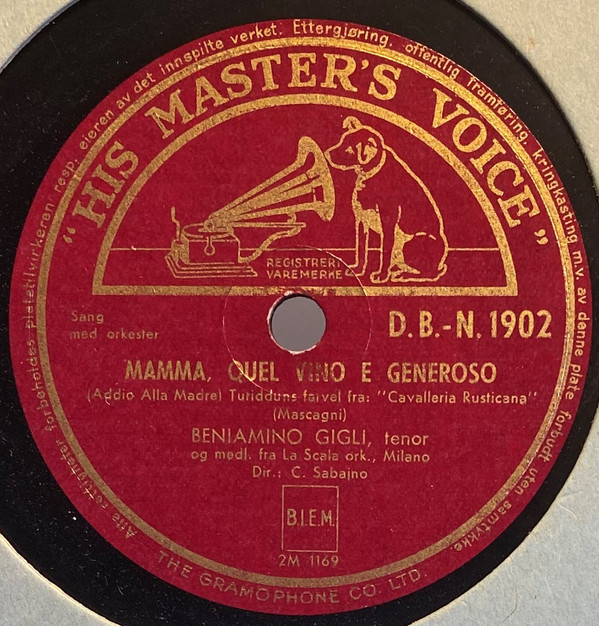 Alle rettigheter forbeholdes platetilvirkeren resp. eieren av det innspilte verket. Ettergjøring, offentlig framføring, kringkasting m.v. av denne plate forbudt uten samtykke
"HIS MASTER'S VOICE"
REGISTRERT
VAREMERKE
Sang
med orkester
D.B.-N. 1902
MAMMA, QUEL VINO E GENEROSO
(Addio Alla Madre) Turidduns farvel fra: "Cavalleria Rusticana"
(Mascagni)
BENIAMINO GIGLI, tenor
og medl. fra La Scala ork., Milano
Dir.: C. Sabajno
B.I.E.M.
2M 1169
THE GRAMOPHONE CO. LTD.